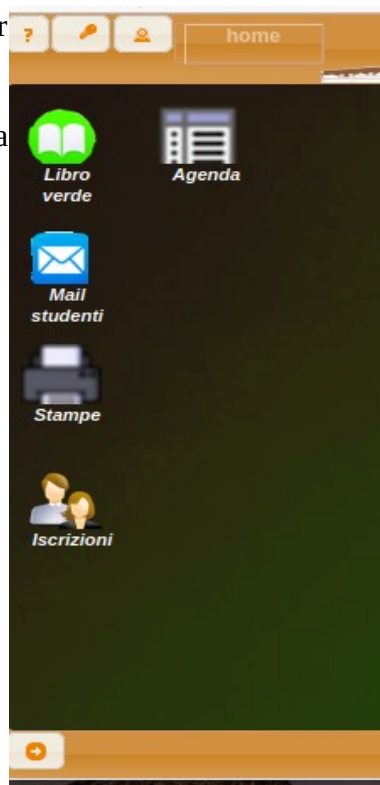 r
?
home
a
Libro
verde
Agenda
Mail
studenti
Stampe
Iscrizioni